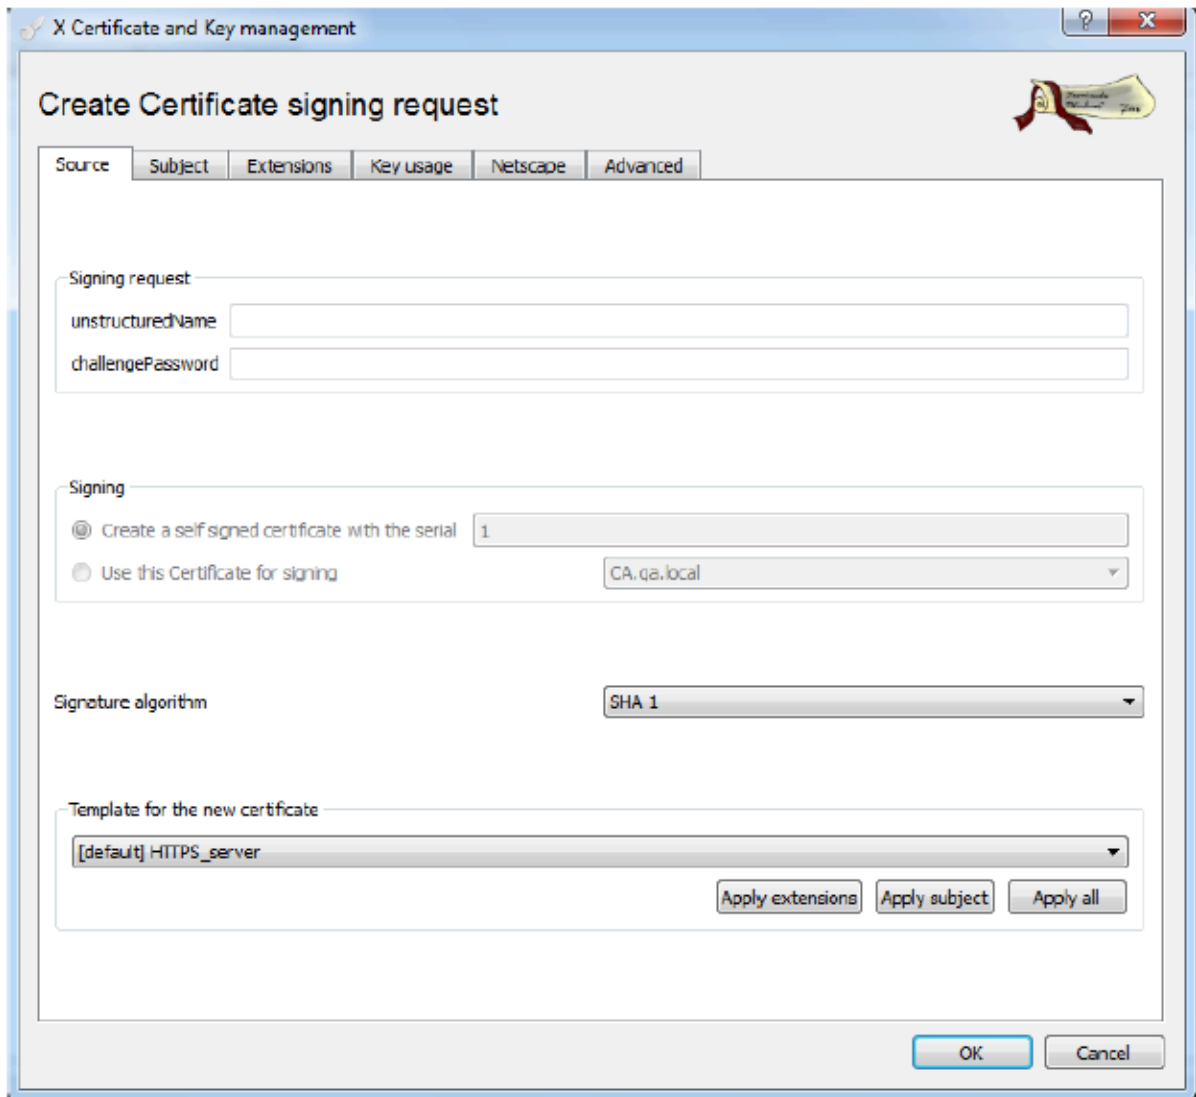 X Certificate and Key management
?
Create Certificate signing request
Source Subject Extensions Key usage Netscape Advanced
Signing request
unstructuredName
challengePassword
Signing
Create a self signed certificate with the serial 1
Use this Certificate for signing CA.qa.local
Signature algorithm SHA 1
Template for the new certificate
[default] HTTPS_server
Apply extensions Apply subject Apply all
OK Cancel